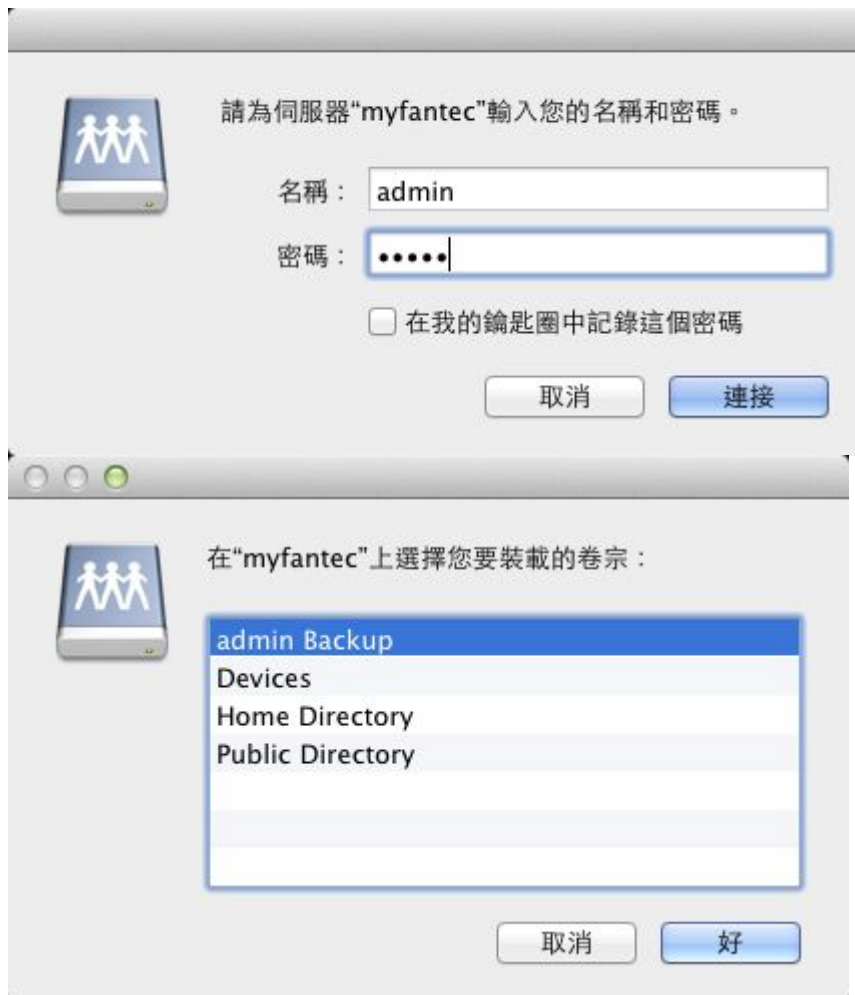 請為伺服器“myfantec”輸入您的名稱和密碼。
名稱：admin
密碼：•••••
在我的鑰匙圈中記錄這個密碼
取消 連接
在“myfantec”上選擇您要裝載的卷宗：
admin Backup
Devices
Home Directory
Public Directory
取消 好